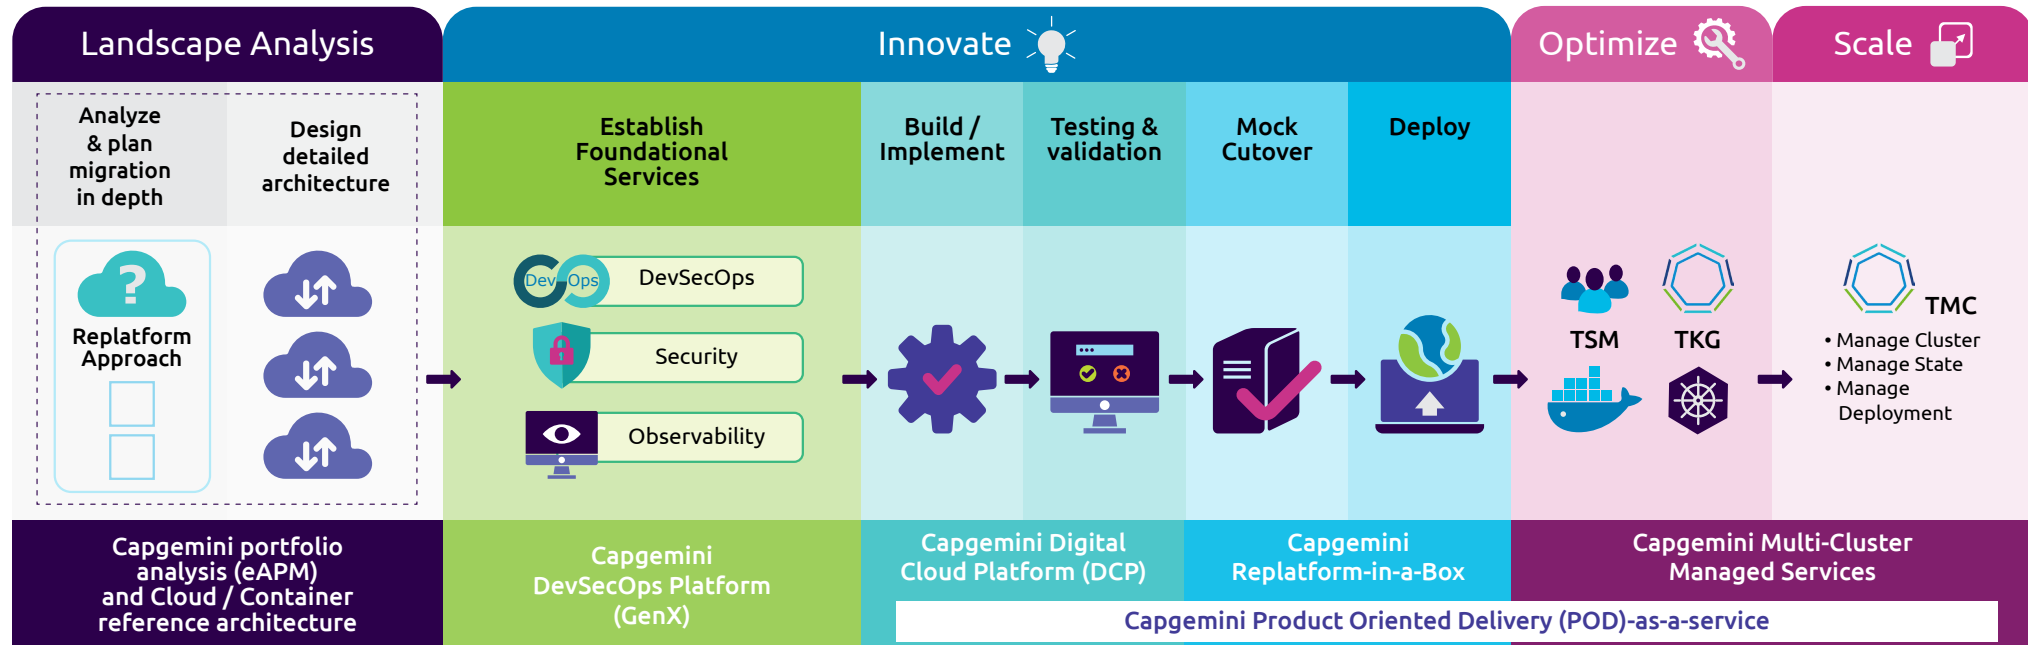 Landscape Analysis
Innovate
Optimize
Scale
Analyze
& plan
migration
in depth
Design
detailed
architecture
Establish
Foundational
Services
Build /
Implement
Testing &
validation
Mock
Cutover
Deploy
?
Replatform
Approach
Dev Ops
DevSecOps
Security
Observability
TSM
TKG
TMC
• Manage Cluster
• Manage State
• Manage
Deployment
Capgemini portfolio
analysis (eAPM)
and Cloud / Container
reference architecture
Capgemini
DevSecOps Platform
(GenX)
Capgemini Digital
Cloud Platform (DCP)
Capgemini
Replatform-in-a-Box
Capgemini Multi-Cluster
Managed Services
Capgemini Product Oriented Delivery (POD)-as-a-service